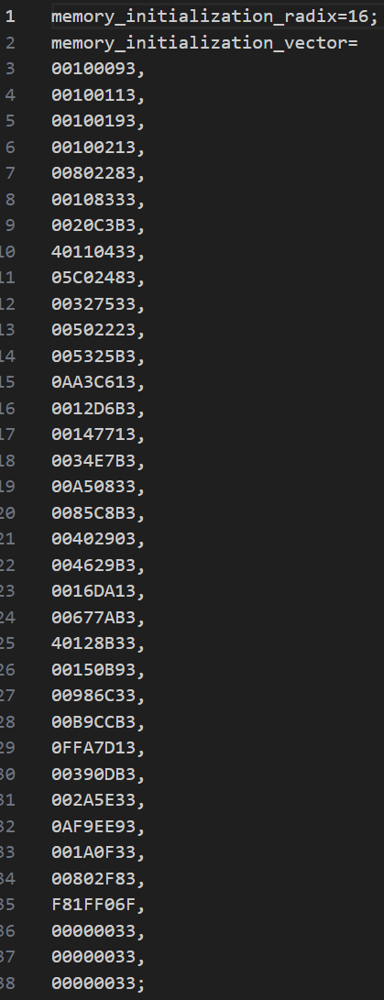 1 memory_initialization_radix=16;
2 memory_initialization_vector=
3 00100093,
4 00100113,
5 00100193,
6 00100213,
7 00802283,
8 00108333,
9 0020C3B3,
10 40110433,
11 05C02483,
12 00327533,
13 00502223,
14 005325B3,
15 0AA3C613,
16 0012D6B3,
17 00147713,
18 0034E7B3,
19 00A50833,
20 0085C8B3,
21 00402903,
22 004629B3,
23 0016DA13,
24 00677AB3,
25 40128B33,
26 00150B93,
27 00986C33,
28 00B9CCB3,
29 0FFA7D13,
30 00390DB3,
31 002A5E33,
32 0AF9EE93,
33 001A0F33,
34 00802F83,
35 F81FF06F,
36 00000033,
37 00000033,
38 00000033;